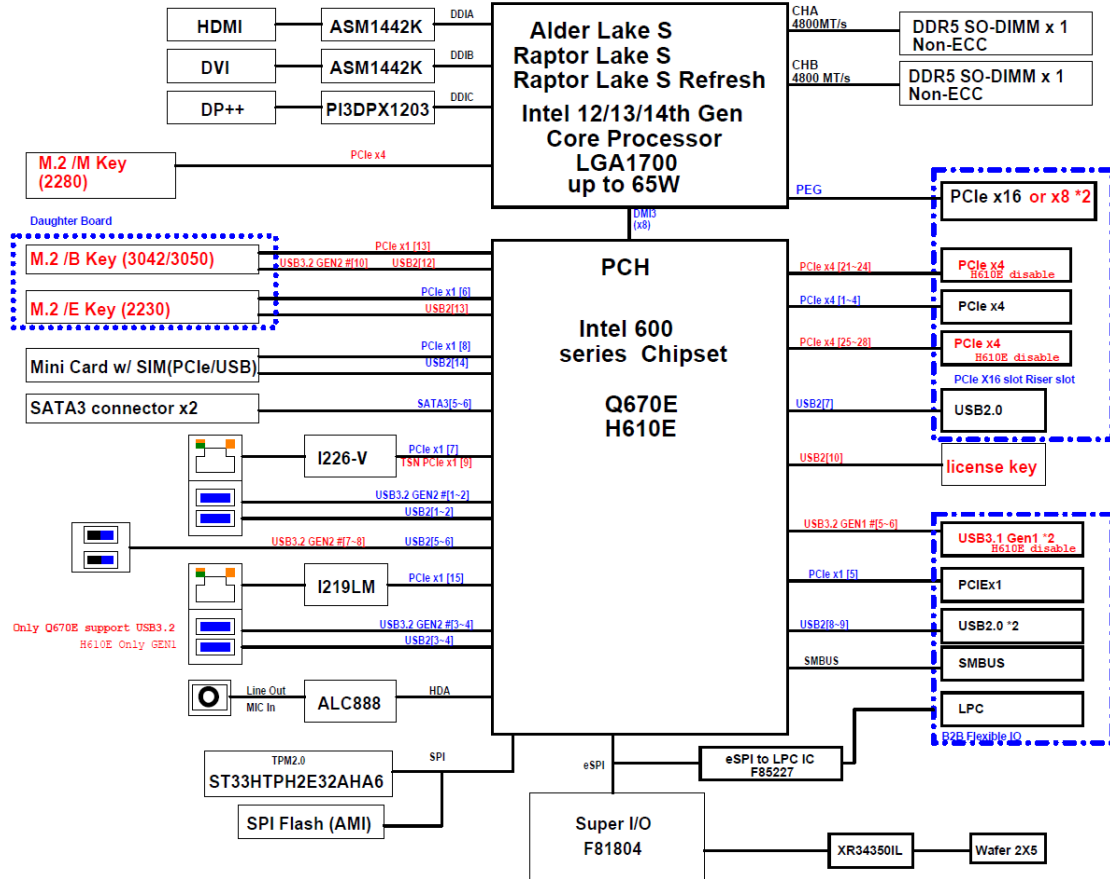 HDMI
ASM1442K
DDIA
DVI
ASM1442K
DDIB
DP++
PI3DPX1203
DDIC
Alder Lake S
Raptor Lake S
Raptor Lake S Refresh
Intel 12/13/14th Gen
Core Processor
LGA1700
up to 65W
CHA
4800MT/s
DDR5 SO-DIMM x 1
Non-ECC
CHB
4800 MT/s
DDR5 SO-DIMM x 1
Non-ECC
M.2 /M Key
(2280)
PCIe x4
PEG
PCIe x16 or x8 *2
DMI3
(x8)
Daughter Board
M.2 /B Key (3042/3050)
PCIe x1 [13]
USB3.2 GEN2 #[10] USB2[12]
M.2 /E Key (2230)
PCIe x1 [6]
USB2[13]
Mini Card w/ SIM(PCIe/USB)
PCIe x1 [8]
USB2[14]
SATA3 connector x2
SATA3[5~6]
PCH
Intel 600
series Chipset
Q670E
H610E
PCIe x4 [21~24]
PCIe x4
H610E disable
PCIe x4 [1~4]
PCIe x4
PCIe x4 [25~28]
PCIe x4
H610E disable
PCIe X16 slot Riser slot
USB2[7]
USB2.0
USB2[10]
license key
I226-V
PCIe x1 [7]
TSN PCIe x1 [9]
USB3.2 GEN2 #[1~2]
USB2[1~2]
USB3.2 GEN2 #[7~8] USB2[5~6]
I219LM
PCIe x1 [15]
Only Q670E support USB3.2
H610E Only GEN1
USB3.2 GEN2 #[3~4]
USB2[3~4]
USB3.2 GEN1 #[5~6]
USB3.1 Gen1 *2
H610E disable
PCIe x1 [5]
PCIEx1
USB2[8~9]
USB2.0 *2
SMBUS
SMBUS
LPC
B2B Flexible IO
Line Out
MIC In
ALC888
HDA
TPM2.0
ST33HTPH2E32AHA6
SPI
SPI Flash (AMI)
eSPI
eSPI to LPC IC
F85227
Super I/O
F81804
XR34350IL
Wafer 2X5